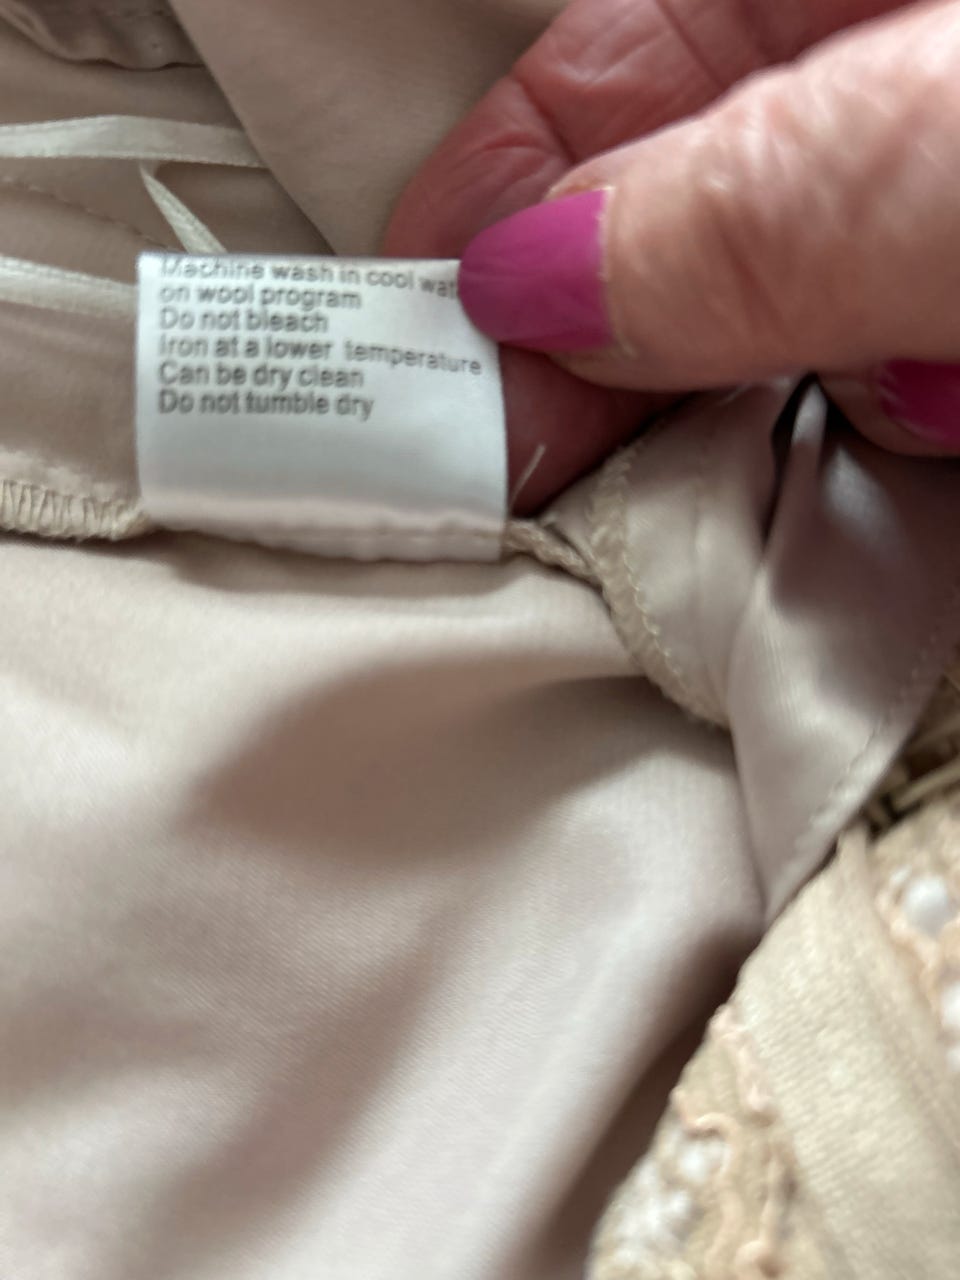 Machine wash in cool wat
on wool program
Do not bleach
Iron at a lower temperature
Can be dry clean
Do not tumble dry